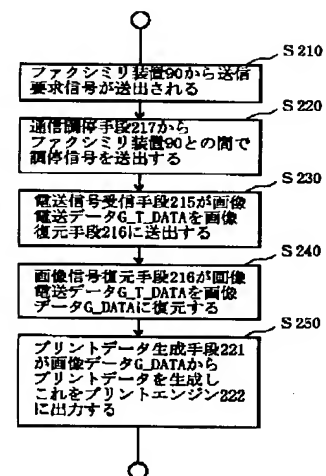 S 210
ファクシミリ装置90から送信
要求信号が送出される
S 220
通信調停手段217から
ファクシミリ装置90との間で
調停信号を送出する
S 230
電送信号受信手段215が画像
電送データG_T_DATAを画像
復元手段216に送出する
S 240
画像信号復元手段216が画像
電送データG_T_DATAを画像
データG_DATAに復元する
S 250
プリントデータ生成手段221
が画像データG_DATAから
プリントデータを生成し
これをプリントエンジン222
に出力する